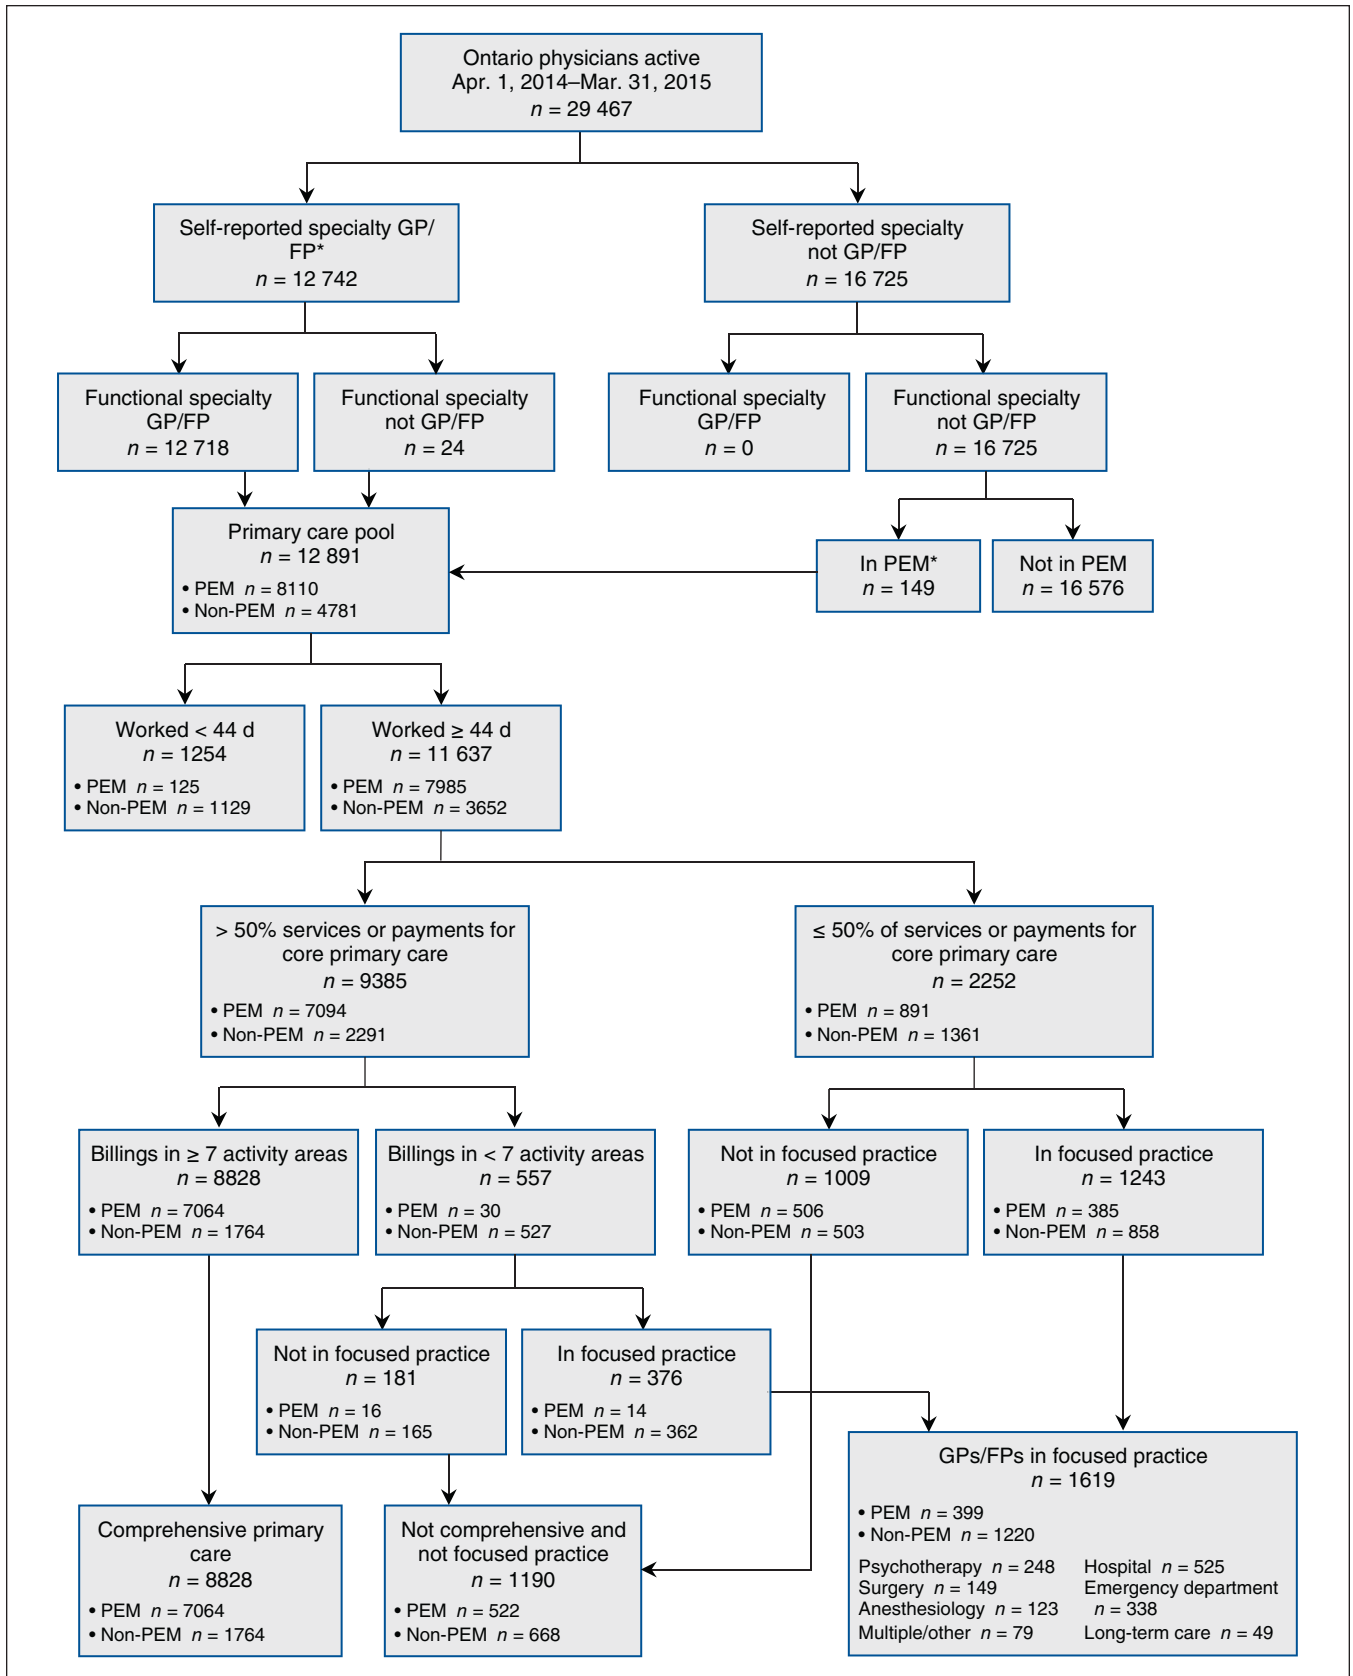 Ontario physicians active
Apr. 1, 2014–Mar. 31, 2015
n = 29 467
Self-reported specialty GP/
FP*
n = 12 742
Self-reported specialty
not GP/FP
n = 16 725
Functional specialty
GP/FP
n = 12 718
Functional specialty
not GP/FP
n = 24
Functional specialty
GP/FP
n = 0
Functional specialty
not GP/FP
n = 16 725
Primary care pool
n = 12 891
• PEM n = 8110
• Non-PEM n = 4781
In PEM*
n = 149
Not in PEM
n = 16 576
Worked < 44 d
n = 1254
• PEM n = 125
• Non-PEM n = 1129
Worked ≥ 44 d
n = 11 637
• PEM n = 7985
• Non-PEM n = 3652
> 50% services or payments for
core primary care
n = 9385
• PEM n = 7094
• Non-PEM n = 2291
≤ 50% of services or payments for
core primary care
n = 2252
• PEM n = 891
• Non-PEM n = 1361
Billings in ≥ 7 activity areas
n = 8828
• PEM n = 7064
• Non-PEM n = 1764
Billings in < 7 activity areas
n = 557
• PEM n = 30
• Non-PEM n = 527
Not in focused practice
n = 1009
• PEM n = 506
• Non-PEM n = 503
In focused practice
n = 1243
• PEM n = 385
• Non-PEM n = 858
Not in focused practice
n = 181
• PEM n = 16
• Non-PEM n = 165
In focused practice
n = 376
• PEM n = 14
• Non-PEM n = 362
Comprehensive primary
care
n = 8828
• PEM n = 7064
• Non-PEM n = 1764
Not comprehensive and
not focused practice
n = 1190
• PEM n = 522
• Non-PEM n = 668
GPs/FPs in focused practice
n = 1619
• PEM n = 399
• Non-PEM n = 1220
Psychotherapy n = 248
Surgery n = 149
Anesthesiology n = 123
Multiple/other n = 79
Hospital n = 525
Emergency department
n = 338
Long-term care n = 49